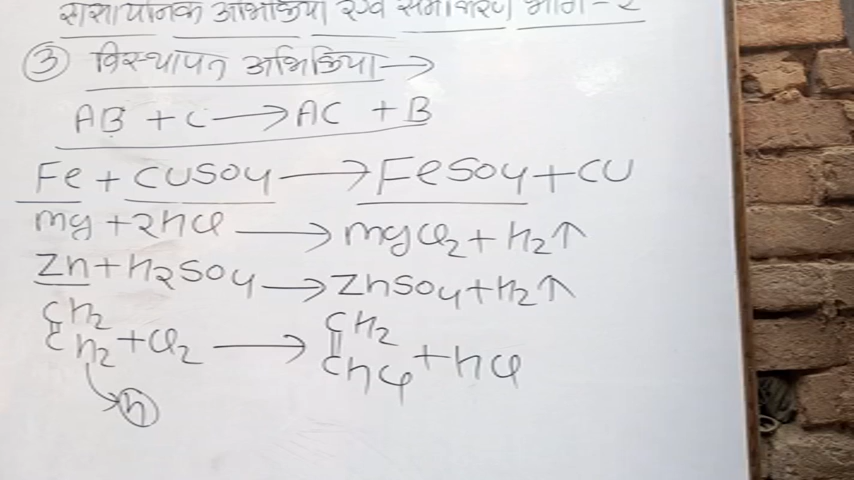 रासायनिक अभिक्रिया एवं समीकरण भाग-2
③ विस्थापन अभिक्रिया→
AB + C ⟶ AC + B
Fe + CuSO4 ⟶ FeSO4 + Cu
mg + 2HCl ⟶ mgCl2 + H2↑
Zn + H2SO4 ⟶ ZnSO4 + H2↑
CH2 CH2
CH2 + Cl2 ⟶ CHCl + HCl
H